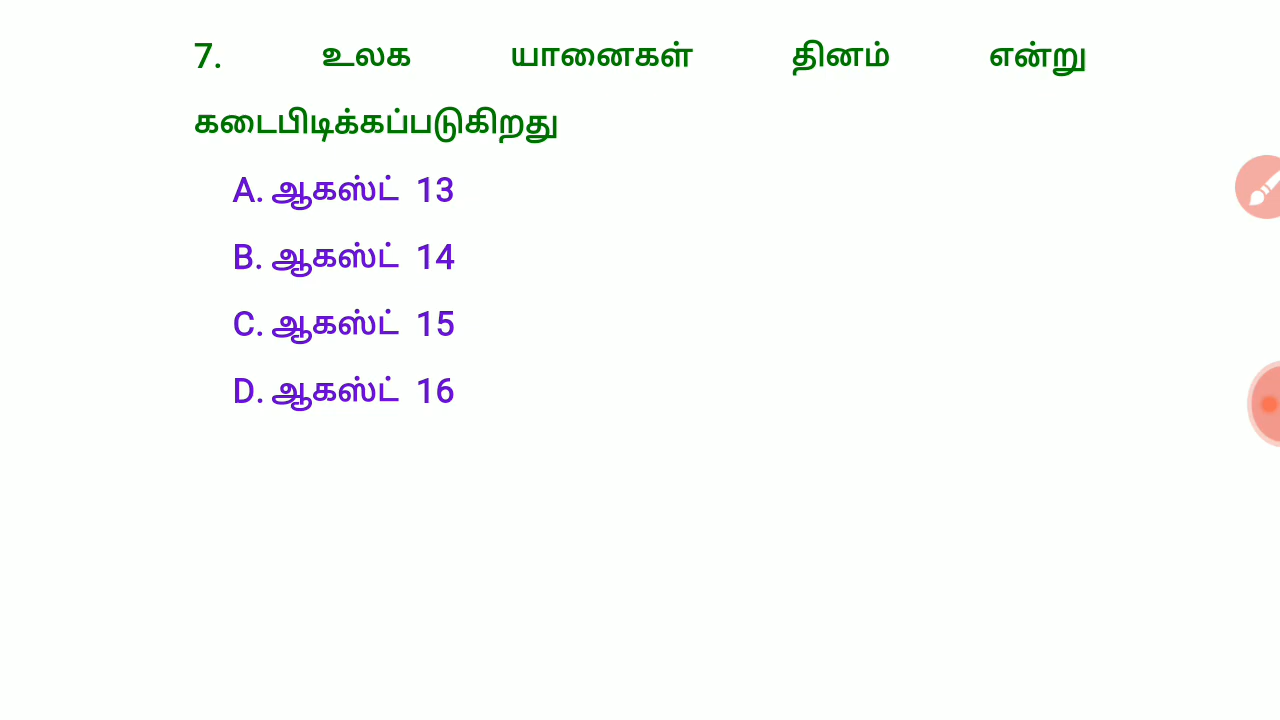 7. உலக யானைகள் தினம் என்று
கடைபிடிக்கப்படுகிறது
A. ஆகஸ்ட் 13
B. ஆகஸ்ட் 14
C. ஆகஸ்ட் 15
D. ஆகஸ்ட் 16